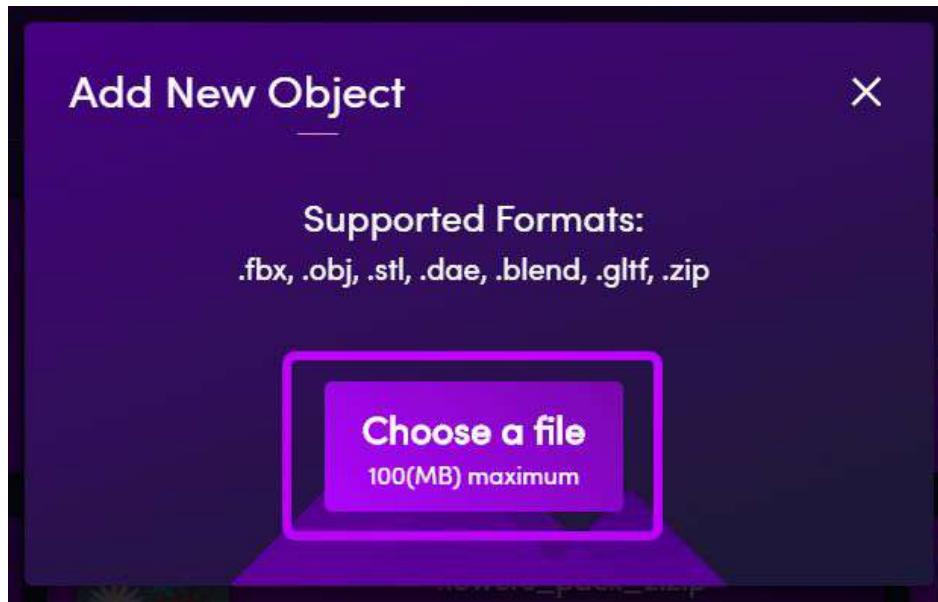 Add New Object
Supported Formats:
.fbx, .obj, .stl, .dae, .blend, .gltf, .zip
Choose a file
100(MB) maximum